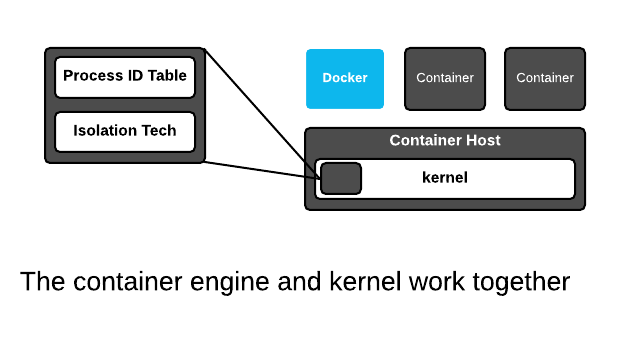 Process ID Table
Isolation Tech
Docker
Container
Container
Container Host
kernel
The container engine and kernel work together